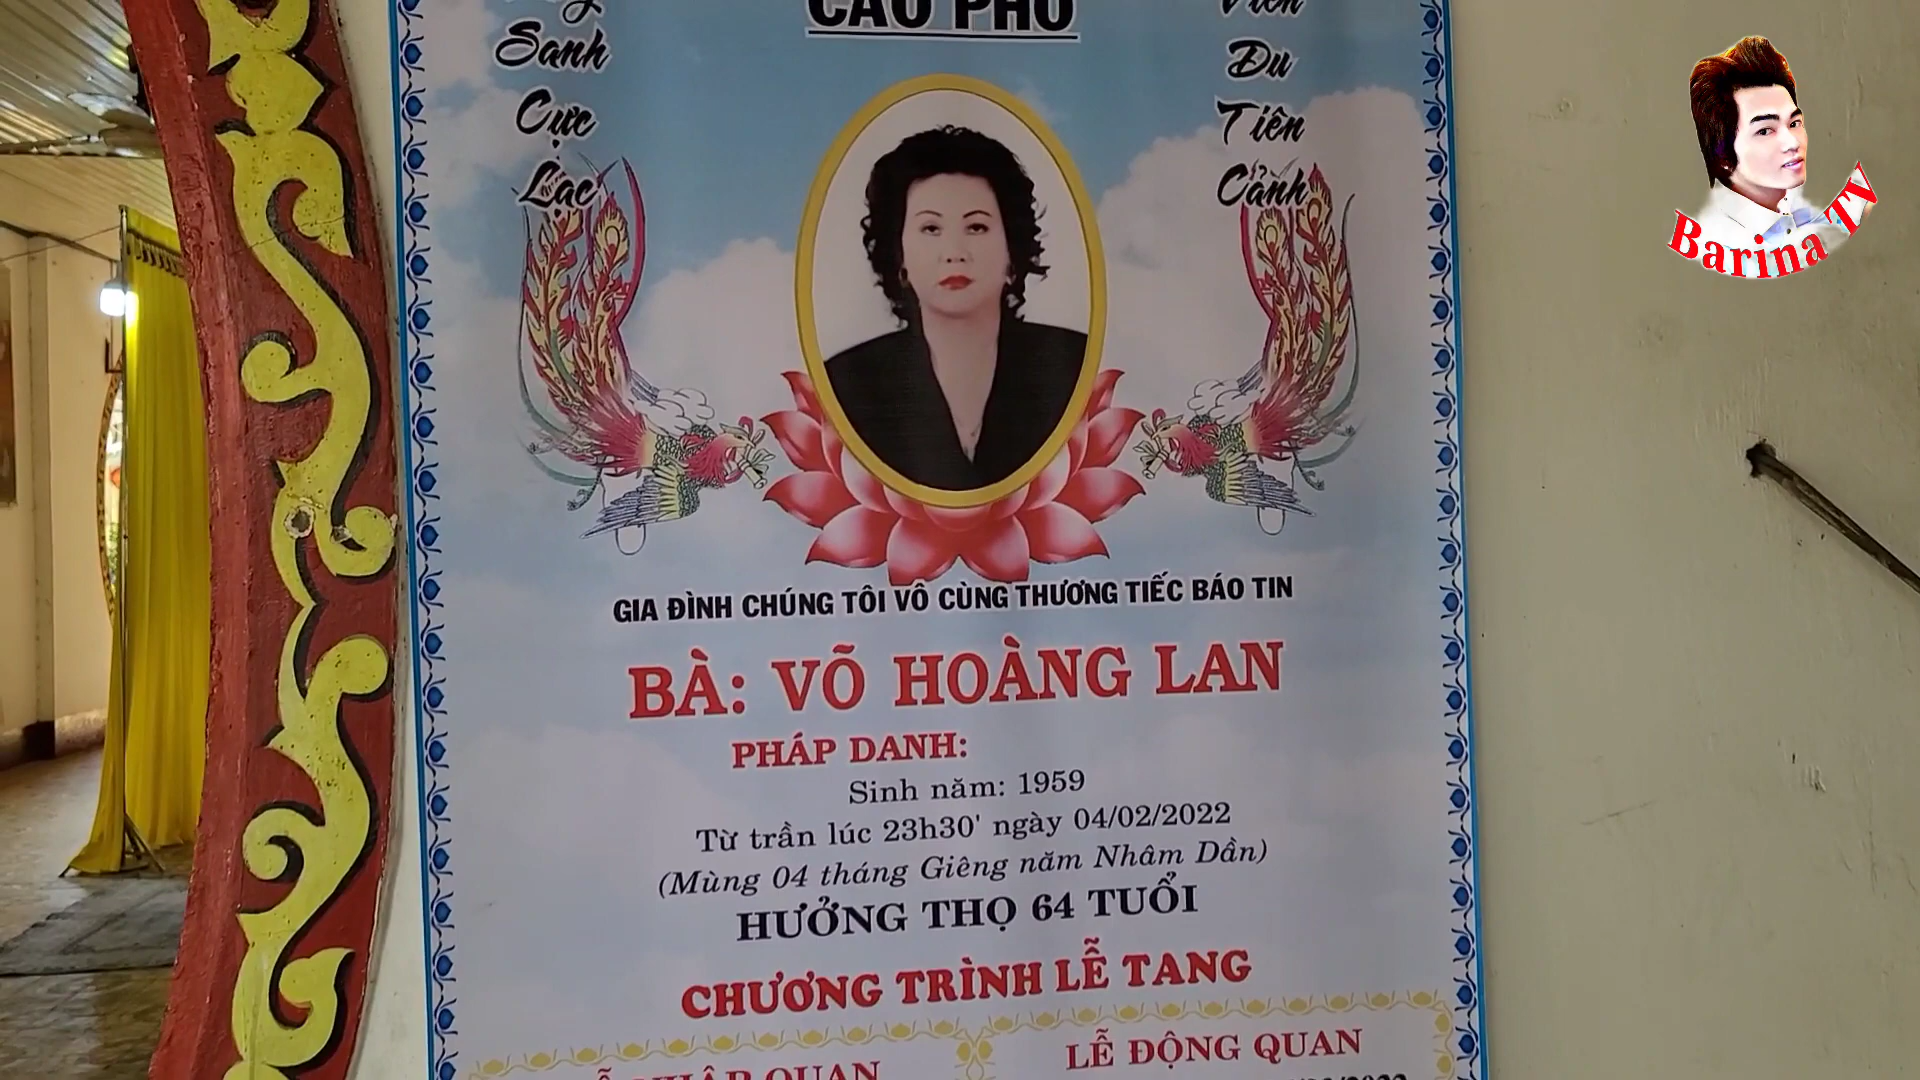 CÁO PHÓ
Sanh
Cực
Lạc
Du
Tiên
Cảnh
Barina TV
GIA ĐÌNH CHÚNG TÔI VÔ CÙNG THƯƠNG TIẾC BÁO TIN
BÀ: VÕ HOÀNG LAN
PHÁP DANH:
Sinh năm: 1959
Từ trần lúc 23h30' ngày 04/02/2022
(Mùng 04 tháng Giêng năm Nhâm Dần)
HƯỞNG THỌ 64 TUỔI
CHƯƠNG TRÌNH LỄ TANG
NHẬP QUAN
LỄ ĐỘNG QUAN